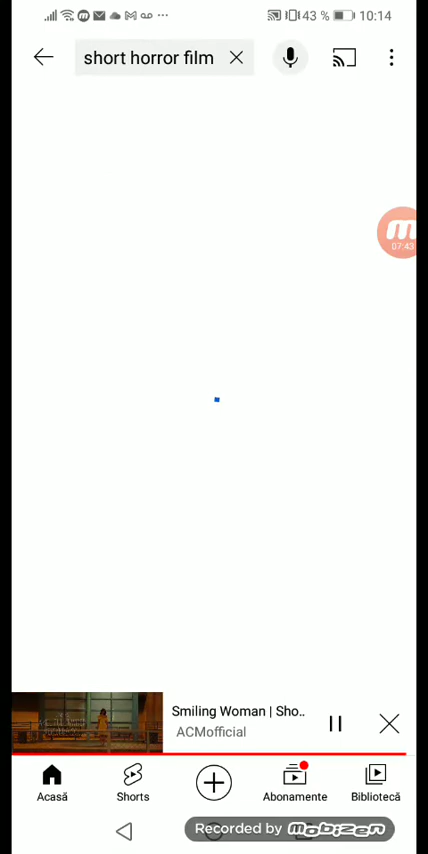 43 % 10:14
short horror film
07:43
Smiling Woman | Sho..
ACMofficial
Acasă Shorts Abonamente Bibliotecă
Recorded by mobizen